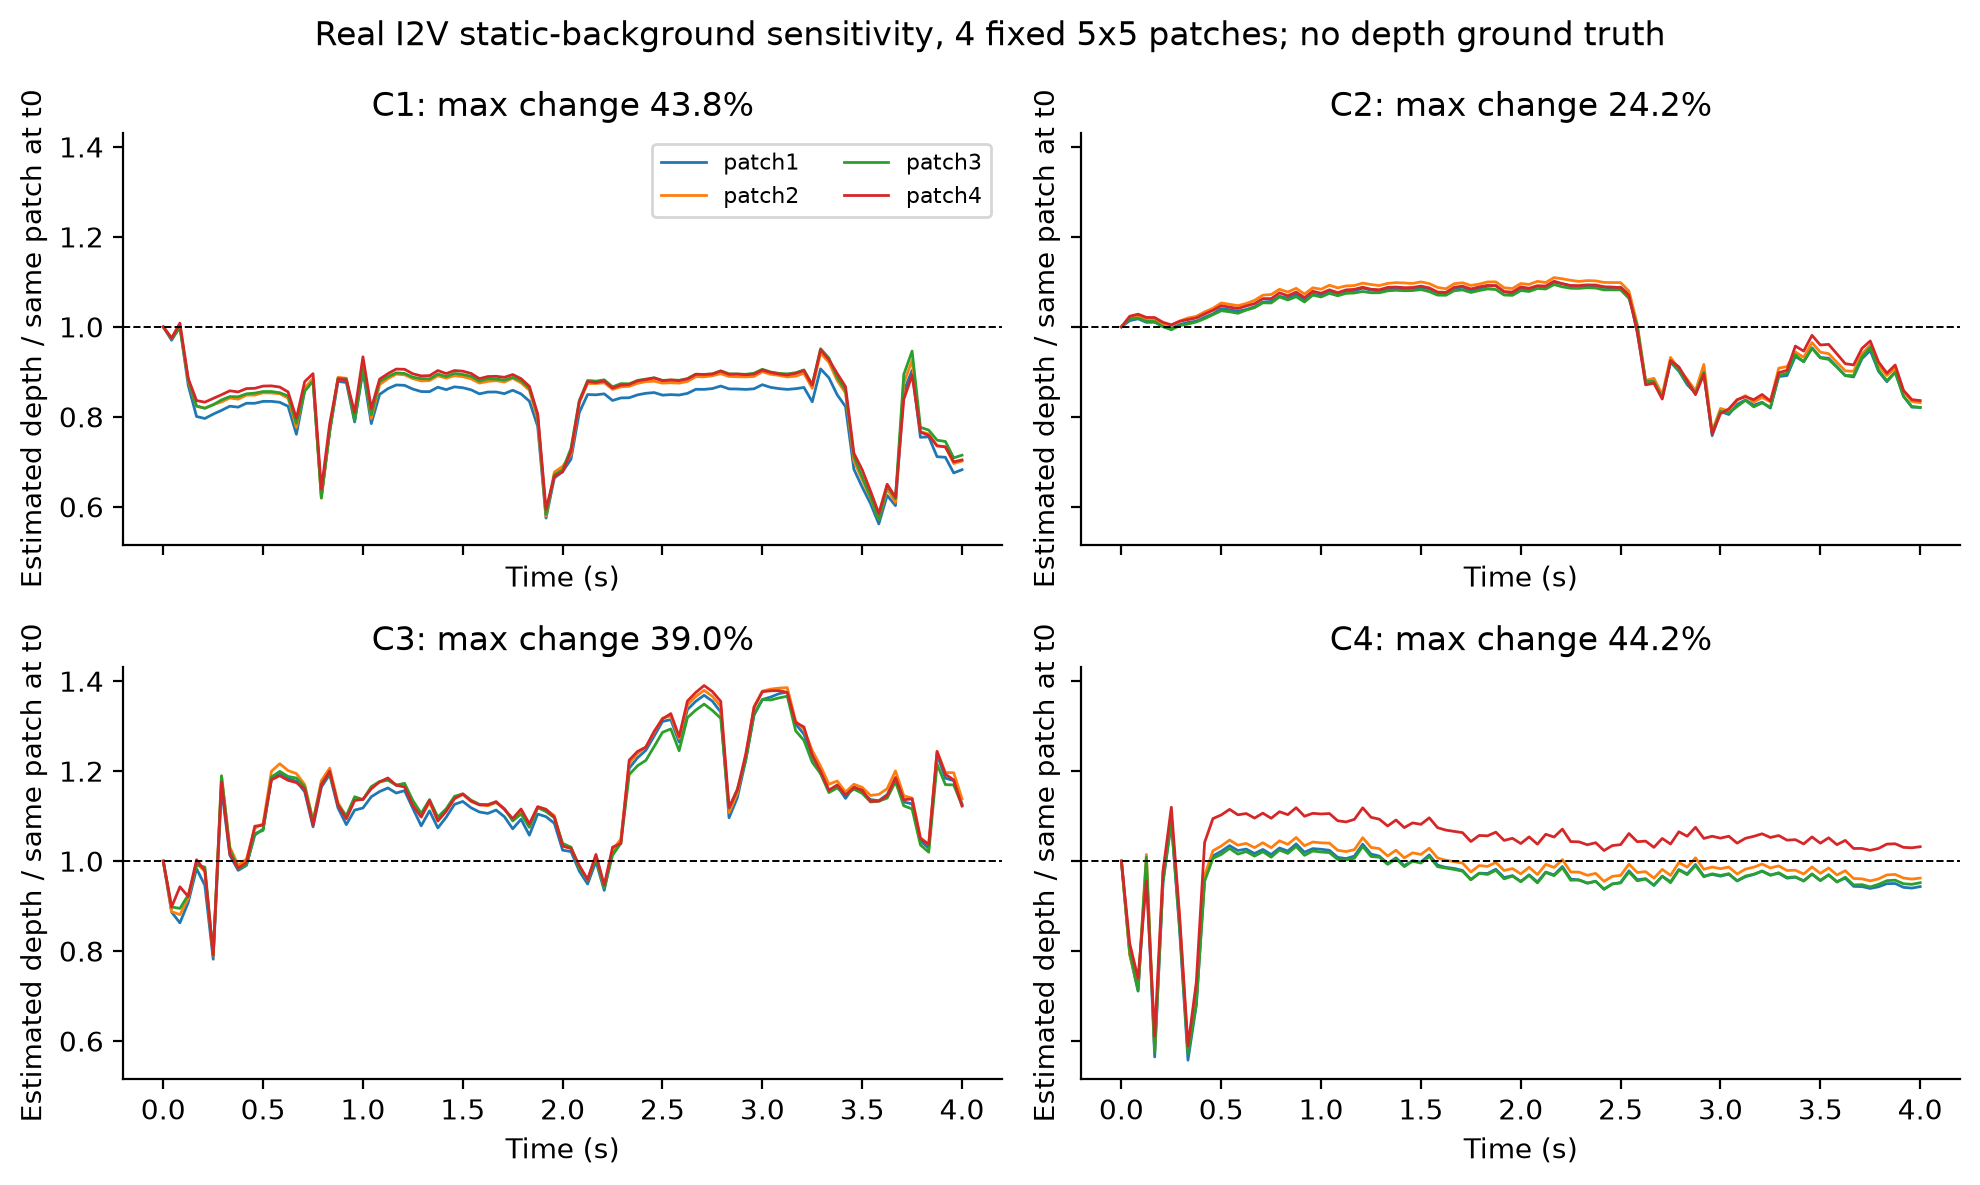 Real I2V static-background sensitivity, 4 fixed 5x5 patches; no depth ground truth
C1: max change 43.8%
Estimated depth / same patch at t0
1.4
1.2
1.0
0.8
0.6
patch1
patch2
patch3
patch4
Time (s)
C2: max change 24.2%
Estimated depth / same patch at t0
Time (s)
C3: max change 39.0%
Estimated depth / same patch at t0
1.4
1.2
1.0
0.8
0.6
0.0 0.5 1.0 1.5 2.0 2.5 3.0 3.5 4.0
Time (s)
C4: max change 44.2%
Estimated depth / same patch at t0
0.0 0.5 1.0 1.5 2.0 2.5 3.0 3.5 4.0
Time (s)